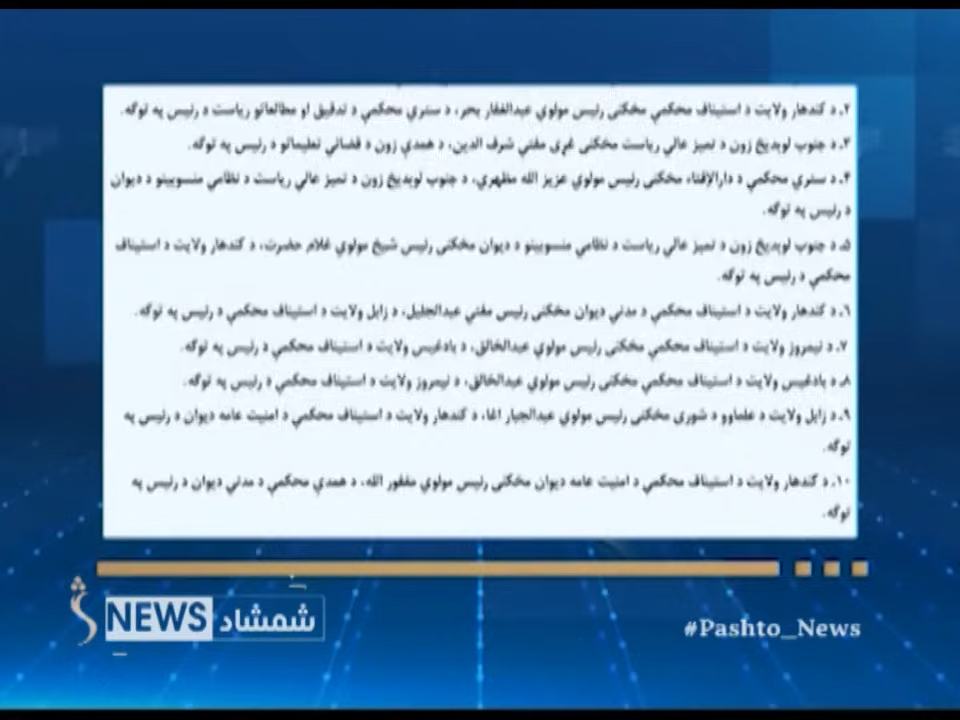 ۲. د کندهار ولایت د استیناف محکمې مخکنی رئیس مولوي عبدالغفار بحر، د سترې محکمې د تدقیق او مطالعاتو ریاست د رئیس په توګه.
۳. د جنوب لویدیځ زون د تمیز عالي ریاست مخکنی غړی مفتي شرف الدین، د همدې زون د قضائي تعلیماتو د رئیس په توګه.
۴. د سترې محکمې د دارالإفتاء مخکنی رئیس مولوي عزیز الله مظهري، د جنوب لویدیځ زون د تمیز عالي ریاست د نظامي منسوبینو د دیوان
د رئیس په توګه.
۵. د جنوب لویدیځ زون د تمیز عالي ریاست د نظامي منسوبینو د دیوان مخکنی رئیس شیخ مولوي غلام حضرت، د کندهار ولایت د استیناف
محکمې د رئیس په توګه.
۶. د کندهار ولایت د استیناف محکمې د مدني دیوان مخکنی رئیس مفتي عبدالجلیل، د زابل ولایت د استیناف محکمې د رئیس په توګه.
۷. د نیمروز ولایت د استیناف محکمې مخکنی رئیس مولوي عبدالخالق، د بادغیس ولایت د استیناف محکمې د رئیس په توګه.
۸. د بادغیس ولایت د استیناف محکمې مخکنی رئیس مولوي عبدالخالق، د نیمروز ولایت د استیناف محکمې د رئیس په توګه.
۹. د زابل ولایت د علماوو د شوری مخکنی رئیس مولوي عبدالجبار اغا، د کندهار ولایت د استیناف محکمې د امنیت عامه دیوان د رئیس په
توګه.
۱۰. د کندهار ولایت د استیناف محکمې د امنیت عامه دیوان مخکنی رئیس مولوي مغفور الله، د همدې محکمې د مدني دیوان د رئیس په
توګه.
NEWS شمشاد
#Pashto_News